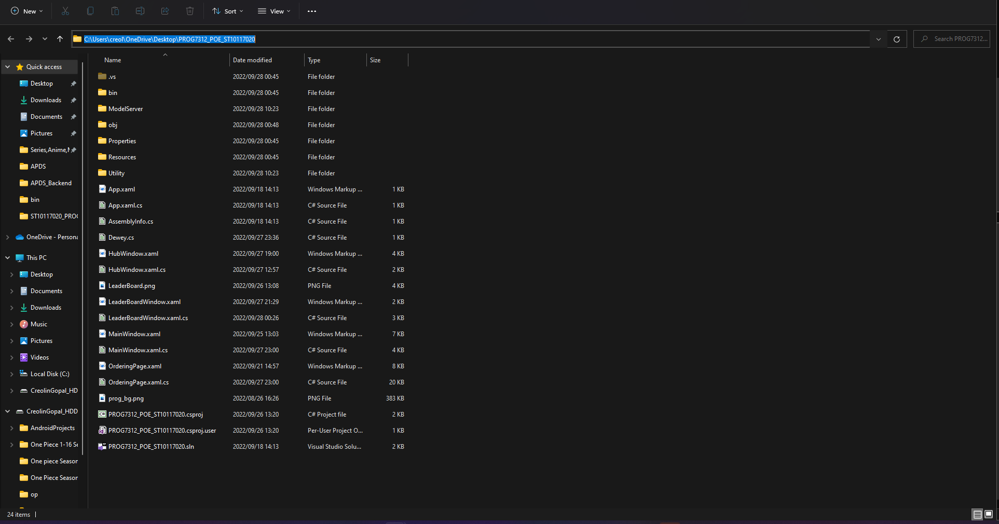 New Sort View
C:\Users\creol\OneDrive\Desktop\PROG7312_POE_ST10117020
Search PROG7312...
Quick access
Desktop
Downloads
Documents
Pictures
Series,Anime,M
APDS
APDS_Backend
bin
ST10117020_PROG
OneDrive - Persona
This PC
Desktop
Documents
Downloads
Music
Pictures
Videos
Local Disk (C:)
CreolinGopal_HD
CreolinGopal_HDD
AndroidProjects
One Piece 1-16 Se
One piece Season
One Piece Season
op
Name Date modified Type Size
.vs 2022/09/28 00:45 File folder
bin 2022/09/28 00:45 File folder
ModelServer 2022/09/28 10:23 File folder
obj 2022/09/28 00:48 File folder
Properties 2022/09/28 00:45 File folder
Resources 2022/09/28 00:45 File folder
Utility 2022/09/28 10:23 File folder
App.xaml 2022/09/18 14:13 Windows Markup ... 1 KB
App.xaml.cs 2022/09/18 14:13 C# Source File 1 KB
AssemblyInfo.cs 2022/09/18 14:13 C# Source File 1 KB
Dewey.cs 2022/09/27 23:36 C# Source File 1 KB
HubWindow.xaml 2022/09/27 19:00 Windows Markup ... 4 KB
HubWindow.xaml.cs 2022/09/27 12:57 C# Source File 2 KB
LeaderBoard.png 2022/09/26 13:08 PNG File 4 KB
LeaderBoardWindow.xaml 2022/09/27 21:29 Windows Markup ... 2 KB
LeaderBoardWindow.xaml.cs 2022/09/28 00:26 C# Source File 3 KB
MainWindow.xaml 2022/09/25 13:03 Windows Markup ... 7 KB
MainWindow.xaml.cs 2022/09/27 23:00 C# Source File 4 KB
OrderingPage.xaml 2022/09/21 14:57 Windows Markup ... 8 KB
OrderingPage.xaml.cs 2022/09/27 23:00 C# Source File 20 KB
prog_bg.png 2022/08/26 16:26 PNG File 383 KB
PROG7312_POE_ST10117020.csproj 2022/09/26 13:20 C# Project file 2 KB
PROG7312_POE_ST10117020.csproj.user 2022/09/26 13:20 Per-User Project O... 1 KB
PROG7312_POE_ST10117020.sln 2022/09/18 14:13 Visual Studio Solu... 2 KB
24 items